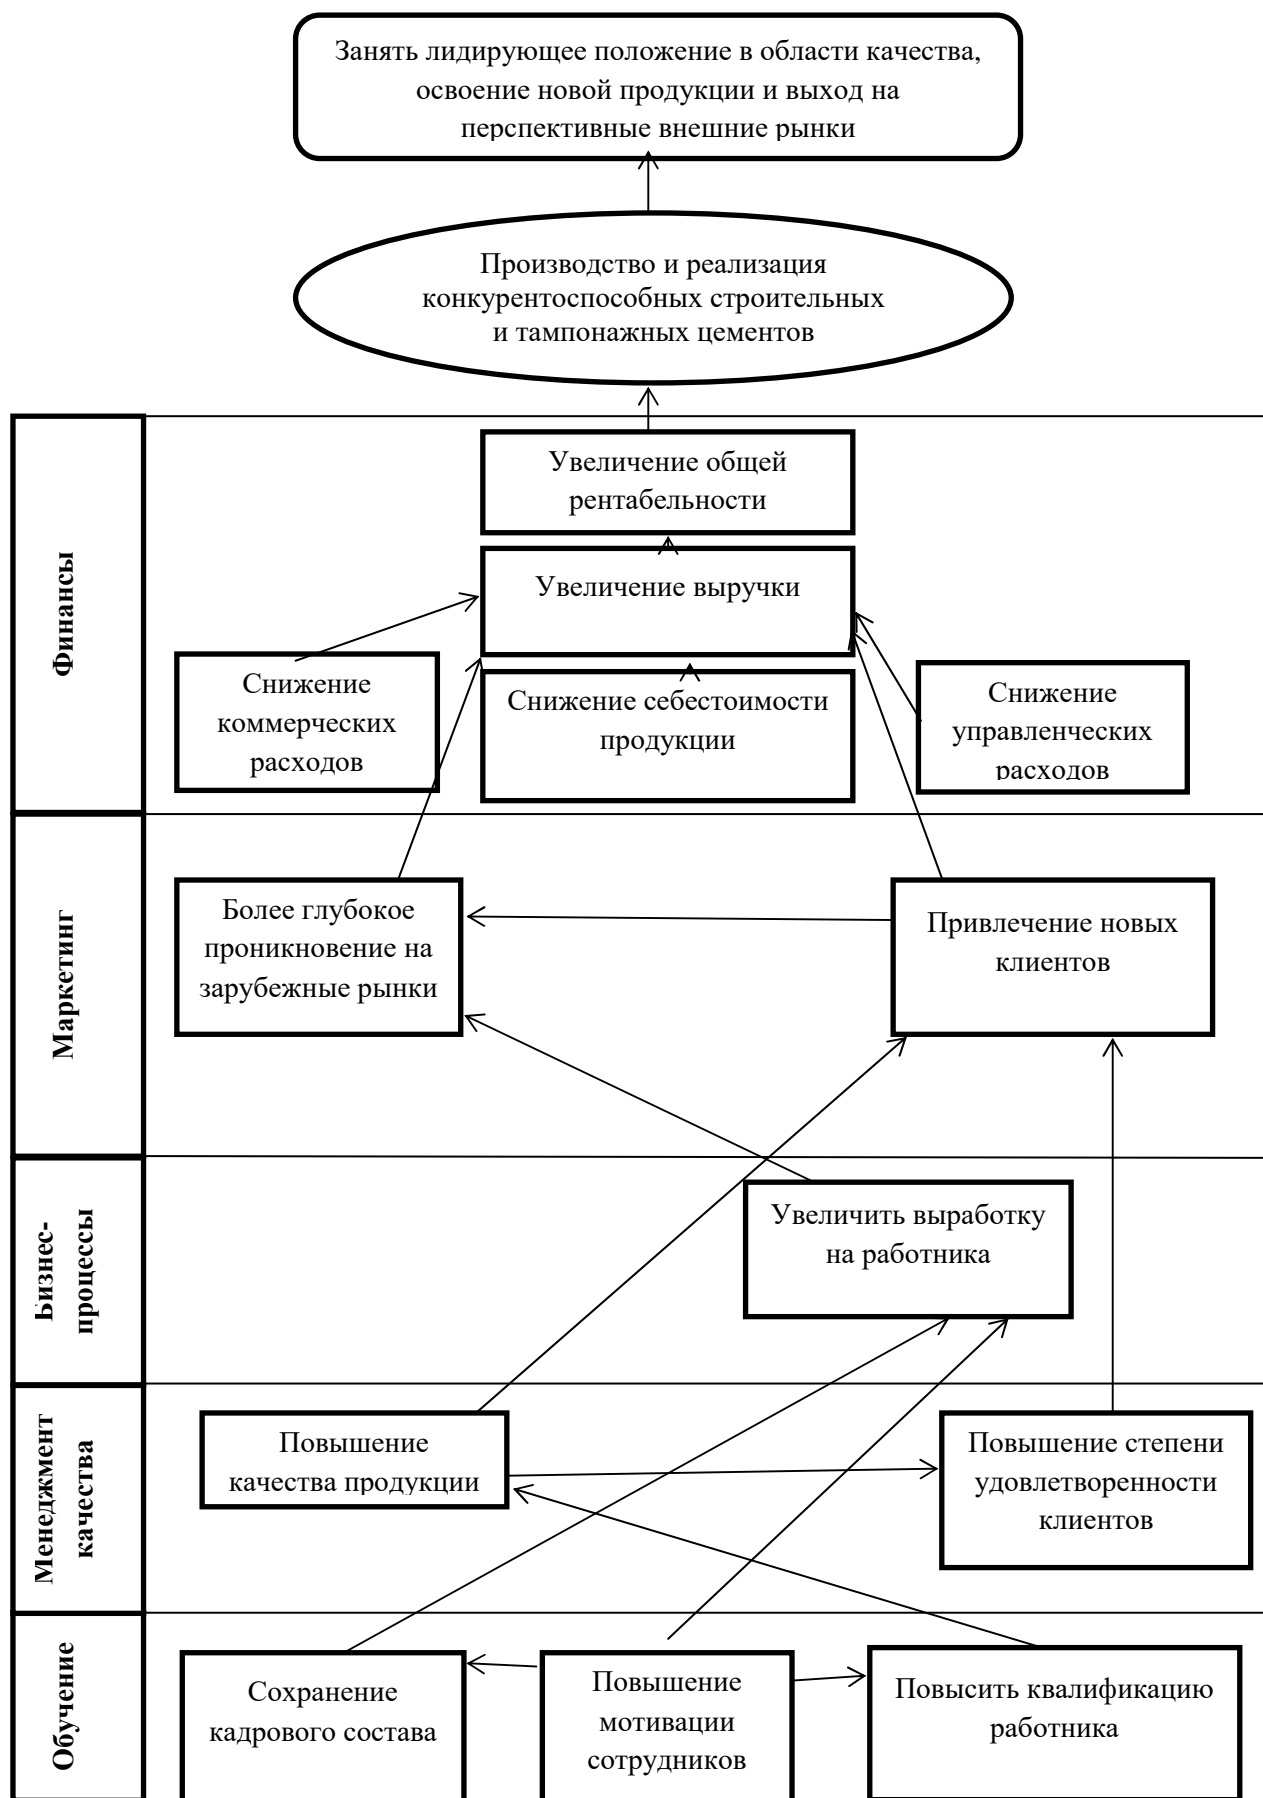 Занять лидирующее положение в области качества,
освоение новой продукции и выход на
перспективные внешние рынки
Производство и реализация
конкурентоспособных строительных
и тампонажных цементов
Финансы
Увеличение общей
рентабельности
Увеличение выручки
Снижение
коммерческих
расходов
Снижение себестоимости
продукции
Снижение
управленческих
расходов
Маркетинг
Более глубокое
проникновение на
зарубежные рынки
Привлечение новых
клиентов
Бизнес-
процессы
Увеличить выработку
на работника
Менеджмент
качества
Повышение
качества продукции
Повышение степени
удовлетворенности
клиентов
Обучение
Сохранение
кадрового состава
Повышение
мотивации
сотрудников
Повысить квалификацию
работника